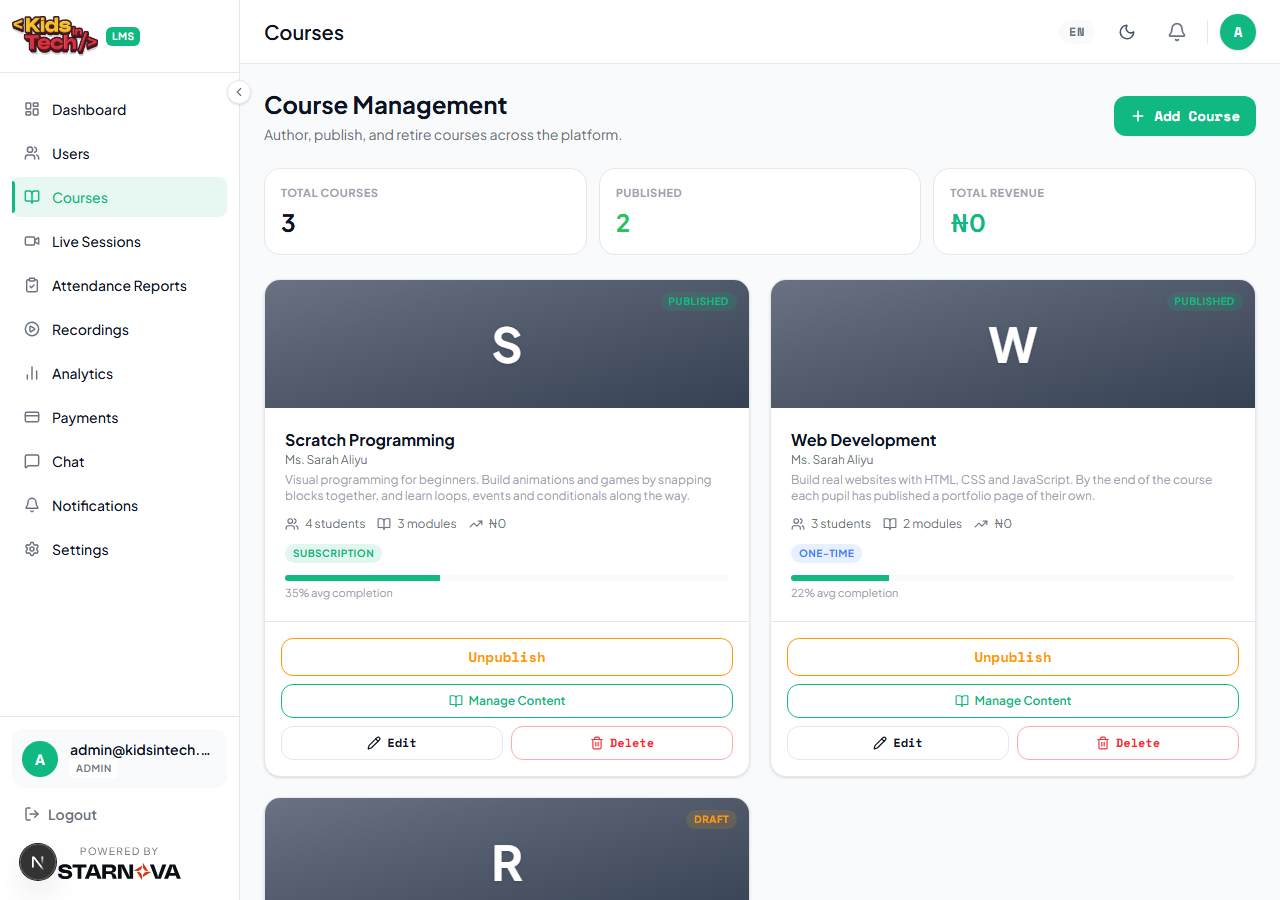 <Kids in Tech/>
LMS
Courses
EN
A
Dashboard
Users
Courses
Live Sessions
Attendance Reports
Recordings
Analytics
Payments
Chat
Notifications
Settings
A
admin@kidsintech....
ADMIN
Logout
N
POWERED BY
STARNOVA
Course Management
Author, publish, and retire courses across the platform.
+ Add Course
TOTAL COURSES
3
PUBLISHED
2
TOTAL REVENUE
₦0
PUBLISHED
S
Scratch Programming
Ms. Sarah Aliyu
Visual programming for beginners. Build animations and games by snapping
blocks together, and learn loops, events and conditionals along the way.
4 students 3 modules ₦0
SUBSCRIPTION
35% avg completion
Unpublish
Manage Content
Edit Delete
PUBLISHED
W
Web Development
Ms. Sarah Aliyu
Build real websites with HTML, CSS and JavaScript. By the end of the course
each pupil has published a portfolio page of their own.
3 students 2 modules ₦0
ONE-TIME
22% avg completion
Unpublish
Manage Content
Edit Delete
DRAFT
R